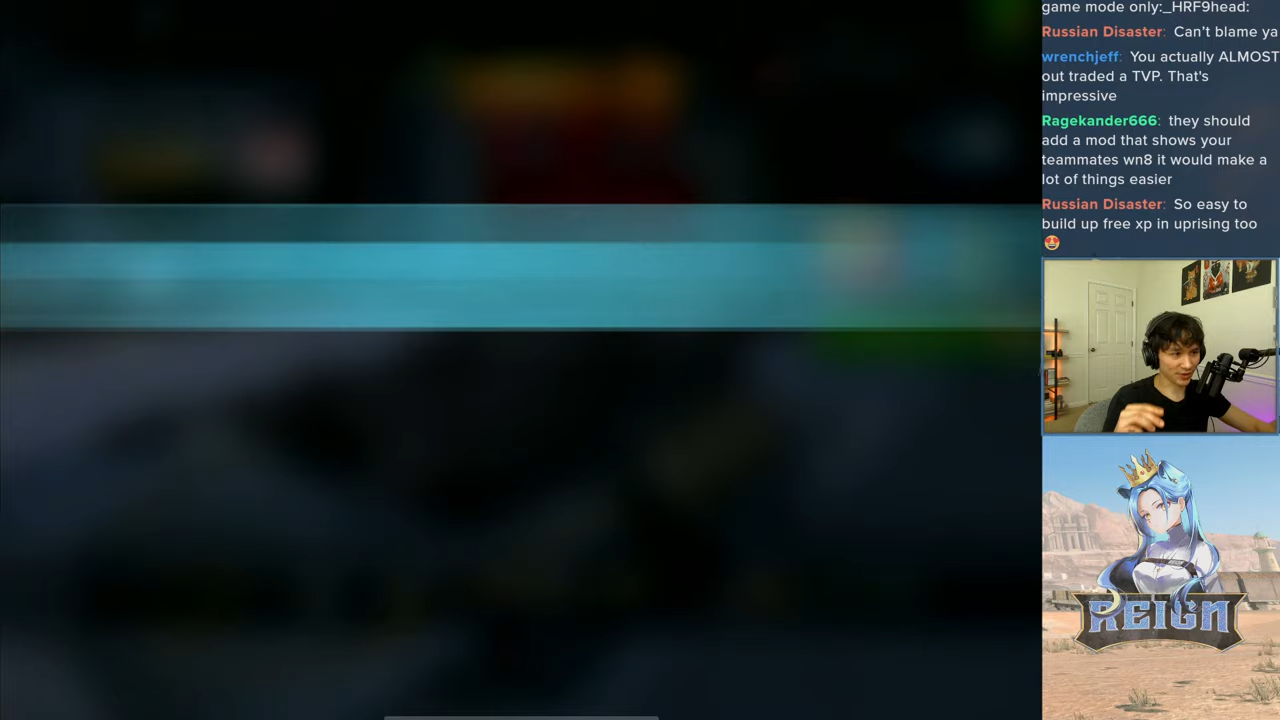 game mode only:_HRF9head:
Russian Disaster: Can't blame ya
wrenchjeff: You actually ALMOST
out traded a TVP. That's
impressive
Ragekander666: they should
add a mod that shows your
teammates wn8 it would make a
lot of things easier
Russian Disaster: So easy to
build up free xp in uprising too
REIGN